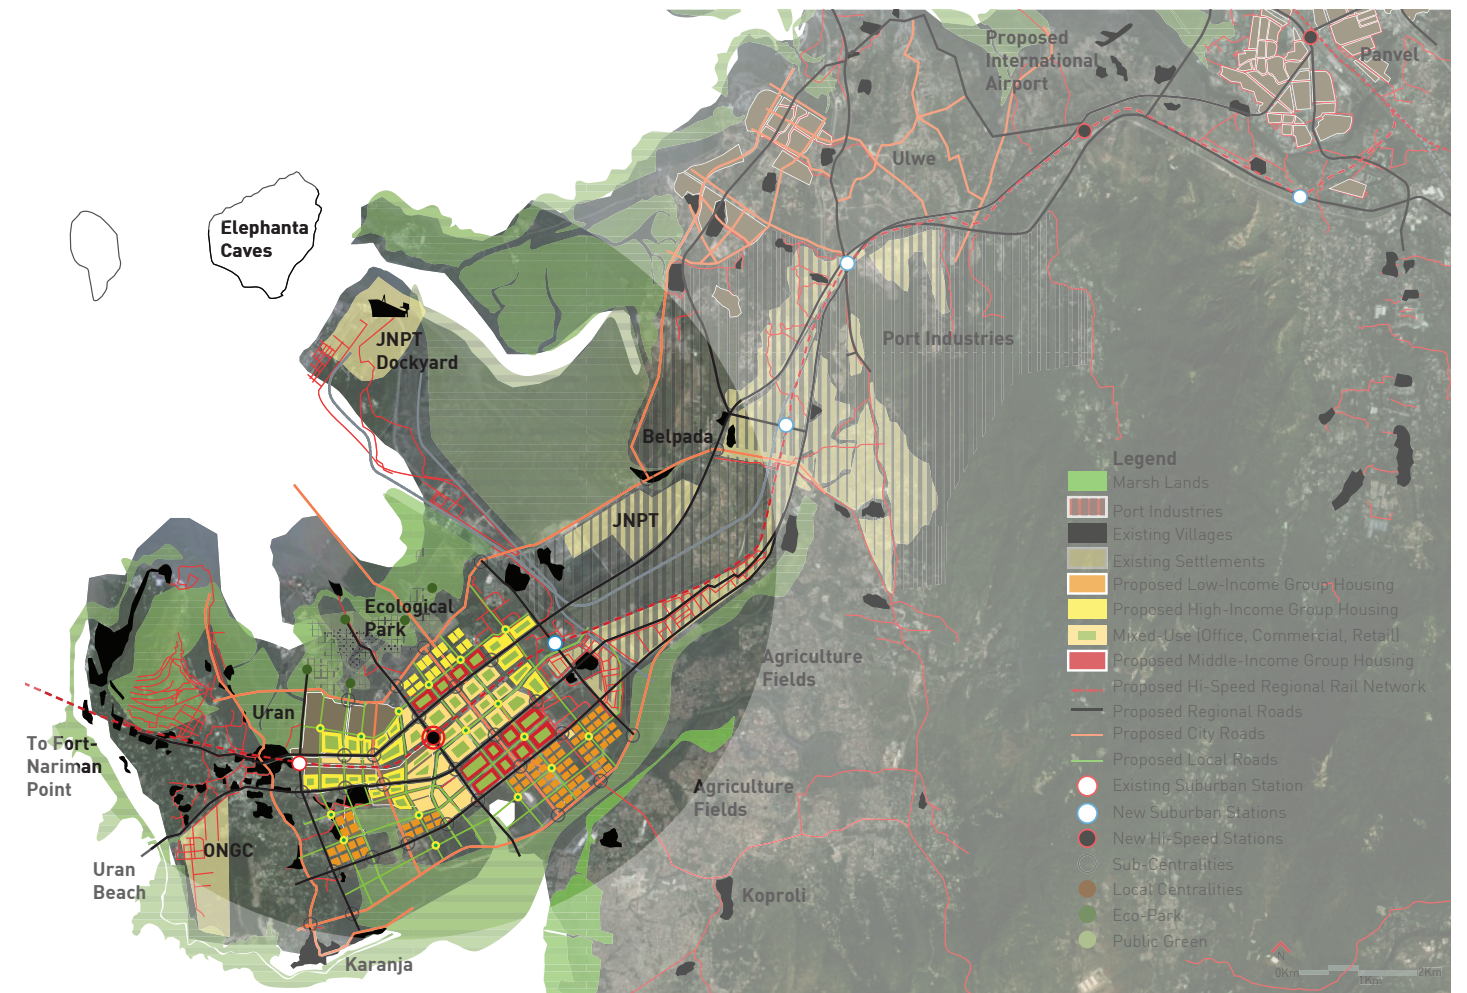 Proposed
International
Airport
Panvel
Ulwe
Elephanta
Caves
JNPT
Dockyard
Port Industries
Belpada
JNPT
Ecological
Park
Agriculture
Fields
Uran
To Fort-
Nariman
Point
Agriculture
Fields
ONGC
Uran
Beach
Koproli
Karanja
Legend
Marsh Lands
Port Industries
Existing Villages
Existing Settlements
Proposed Low-Income Group Housing
Proposed High-Income Group Housing
Mixed-Use (Office, Commercial, Retail)
Proposed Middle-Income Group Housing
Proposed Hi-Speed Regional Rail Network
Proposed Regional Roads
Proposed City Roads
Proposed Local Roads
Existing Suburban Station
New Suburban Stations
New Hi-Speed Stations
Sub-Centralities
Local Centralities
Eco-Park
Public Green
N
0Km
1Km
2Km